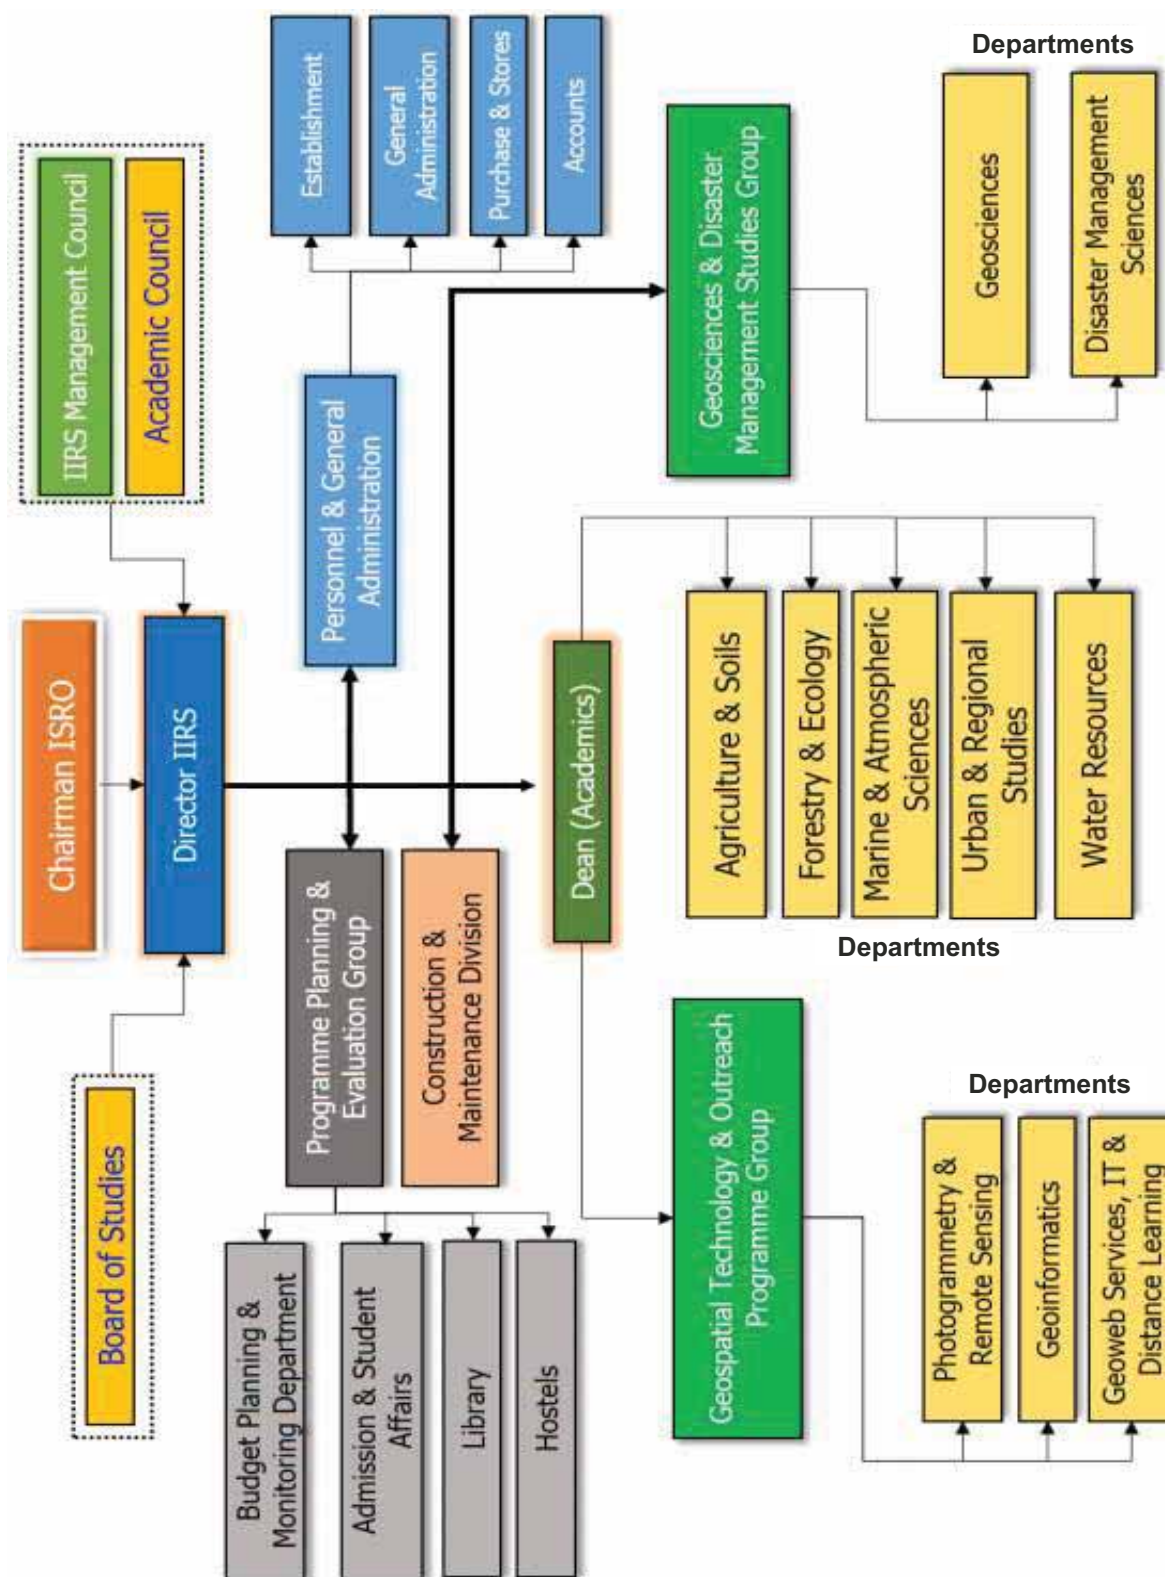 Chairman ISRO
Board of Studies
Director IIRS
IIRS Management Council
Academic Council
Programme Planning &
Evaluation Group
Personnel & General
Administration
Construction &
Maintenance Division
Budget Planning &
Monitoring Department
Admission & Student
Affairs
Library
Hostels
Establishment
General
Administration
Purchase & Stores
Accounts
Dean (Academics)
Geospatial Technology & Outreach
Programme Group
Geosciences & Disaster
Management Studies Group
Departments
Photogrammetry &
Remote Sensing
Geoinformatics
Geoweb Services, IT &
Distance Learning
Departments
Agriculture & Soils
Forestry & Ecology
Marine & Atmospheric
Sciences
Urban & Regional
Studies
Water Resources
Departments
Geosciences
Disaster Management
Sciences